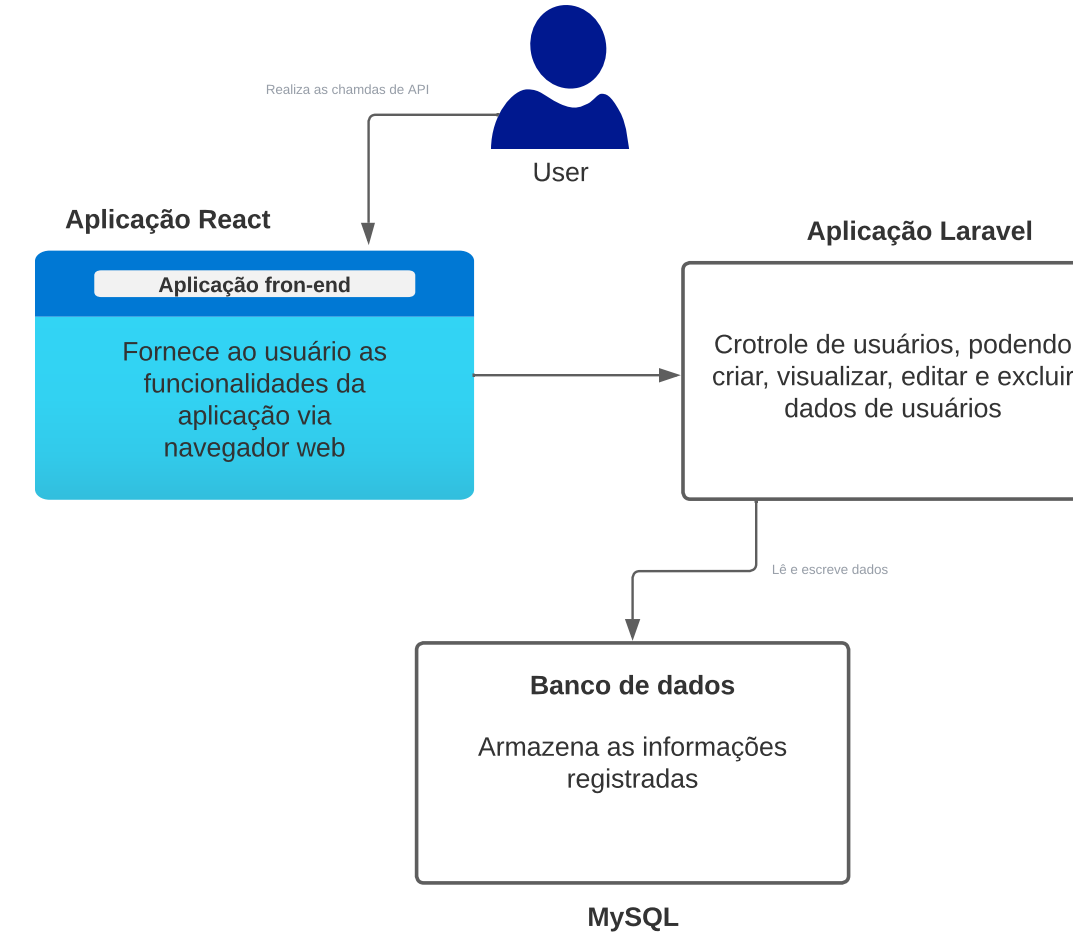 Realiza as chamdas de API
User
Aplicação React
Aplicação fron-end
Fornece ao usuário as
funcionalidades da
aplicação via
navegador web
Aplicação Laravel
Crotrole de usuários, podendo
criar, visualizar, editar e excluir
dados de usuários
Lê e escreve dados
Banco de dados
Armazena as informações
registradas
MySQL